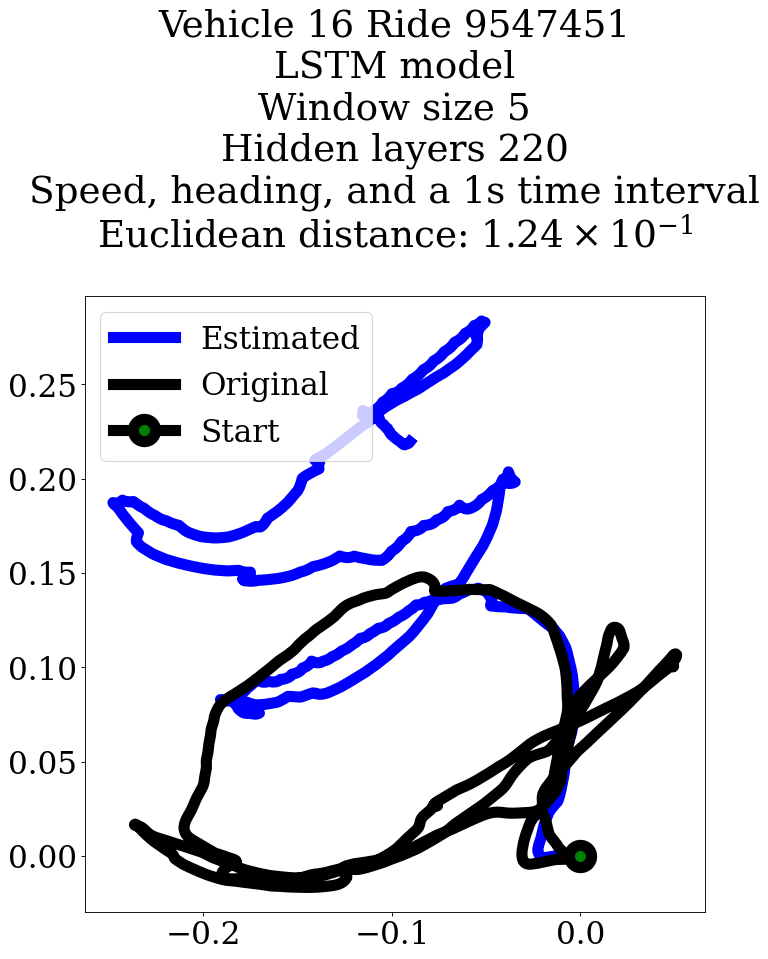 Vehicle 16 Ride 9547451
LSTM model
Window size 5
Hidden layers 220
Speed, heading, and a 1s time interval
Euclidean distance: 1.24 × 10⁻¹
Estimated
Original
Start
0.25
0.20
0.15
0.10
0.05
0.00
−0.2
−0.1
0.0